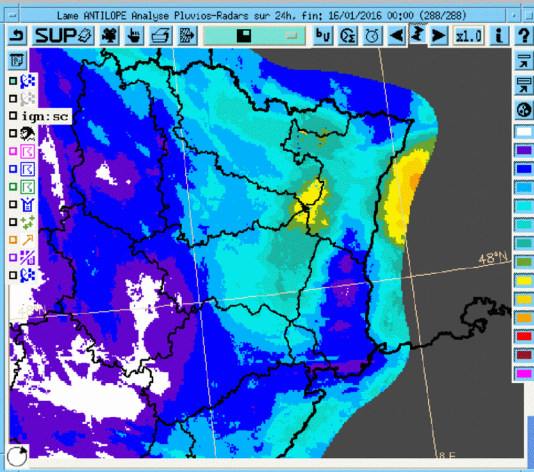 Lame ANTILOPE Analyse Pluvios-Radars sur 24h, fin: 16/01/2016 00:00 (288/288)
SUP
bU
x1.0
i
?
ign:sc
48°N
8 E